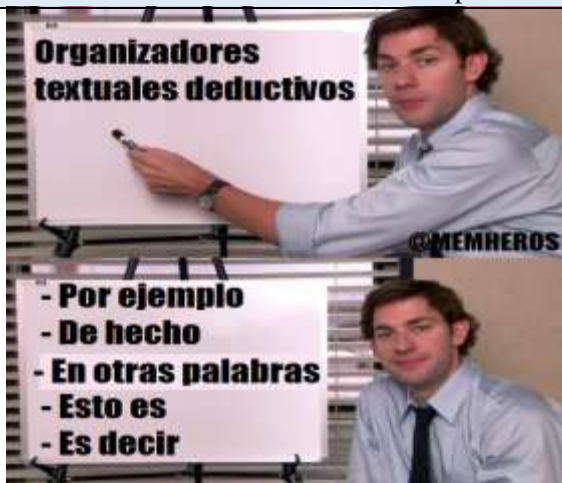 Organizadores
textuales deductivos
@MEMHEROS
- Por ejemplo
- De hecho
- En otras palabras
- Esto es
- Es decir